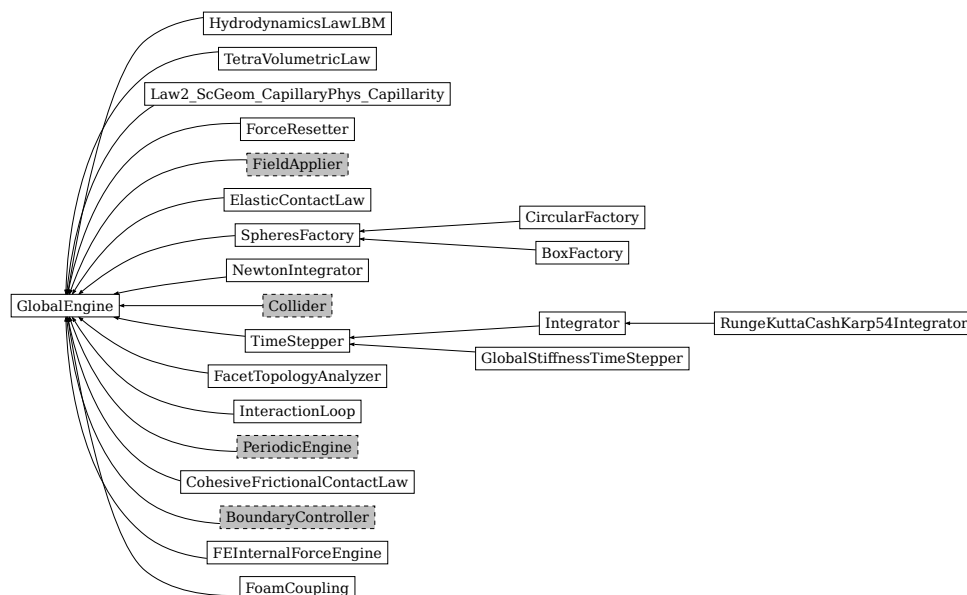 HydrodynamicsLawLBM
TetraVolumetricLaw
Law2_ScGeom_CapillaryPhys_Capillarity
ForceResetter
FieldApplier
ElasticContactLaw
SpheresFactory
CircularFactory
BoxFactory
NewtonIntegrator
GlobalEngine
Collider
TimeStepper
Integrator
RungeKuttaCashKarp54Integrator
GlobalStiffnessTimeStepper
FacetTopologyAnalyzer
InteractionLoop
PeriodicEngine
CohesiveFrictionalContactLaw
BoundaryController
FEInternalForceEngine
FoamCoupling